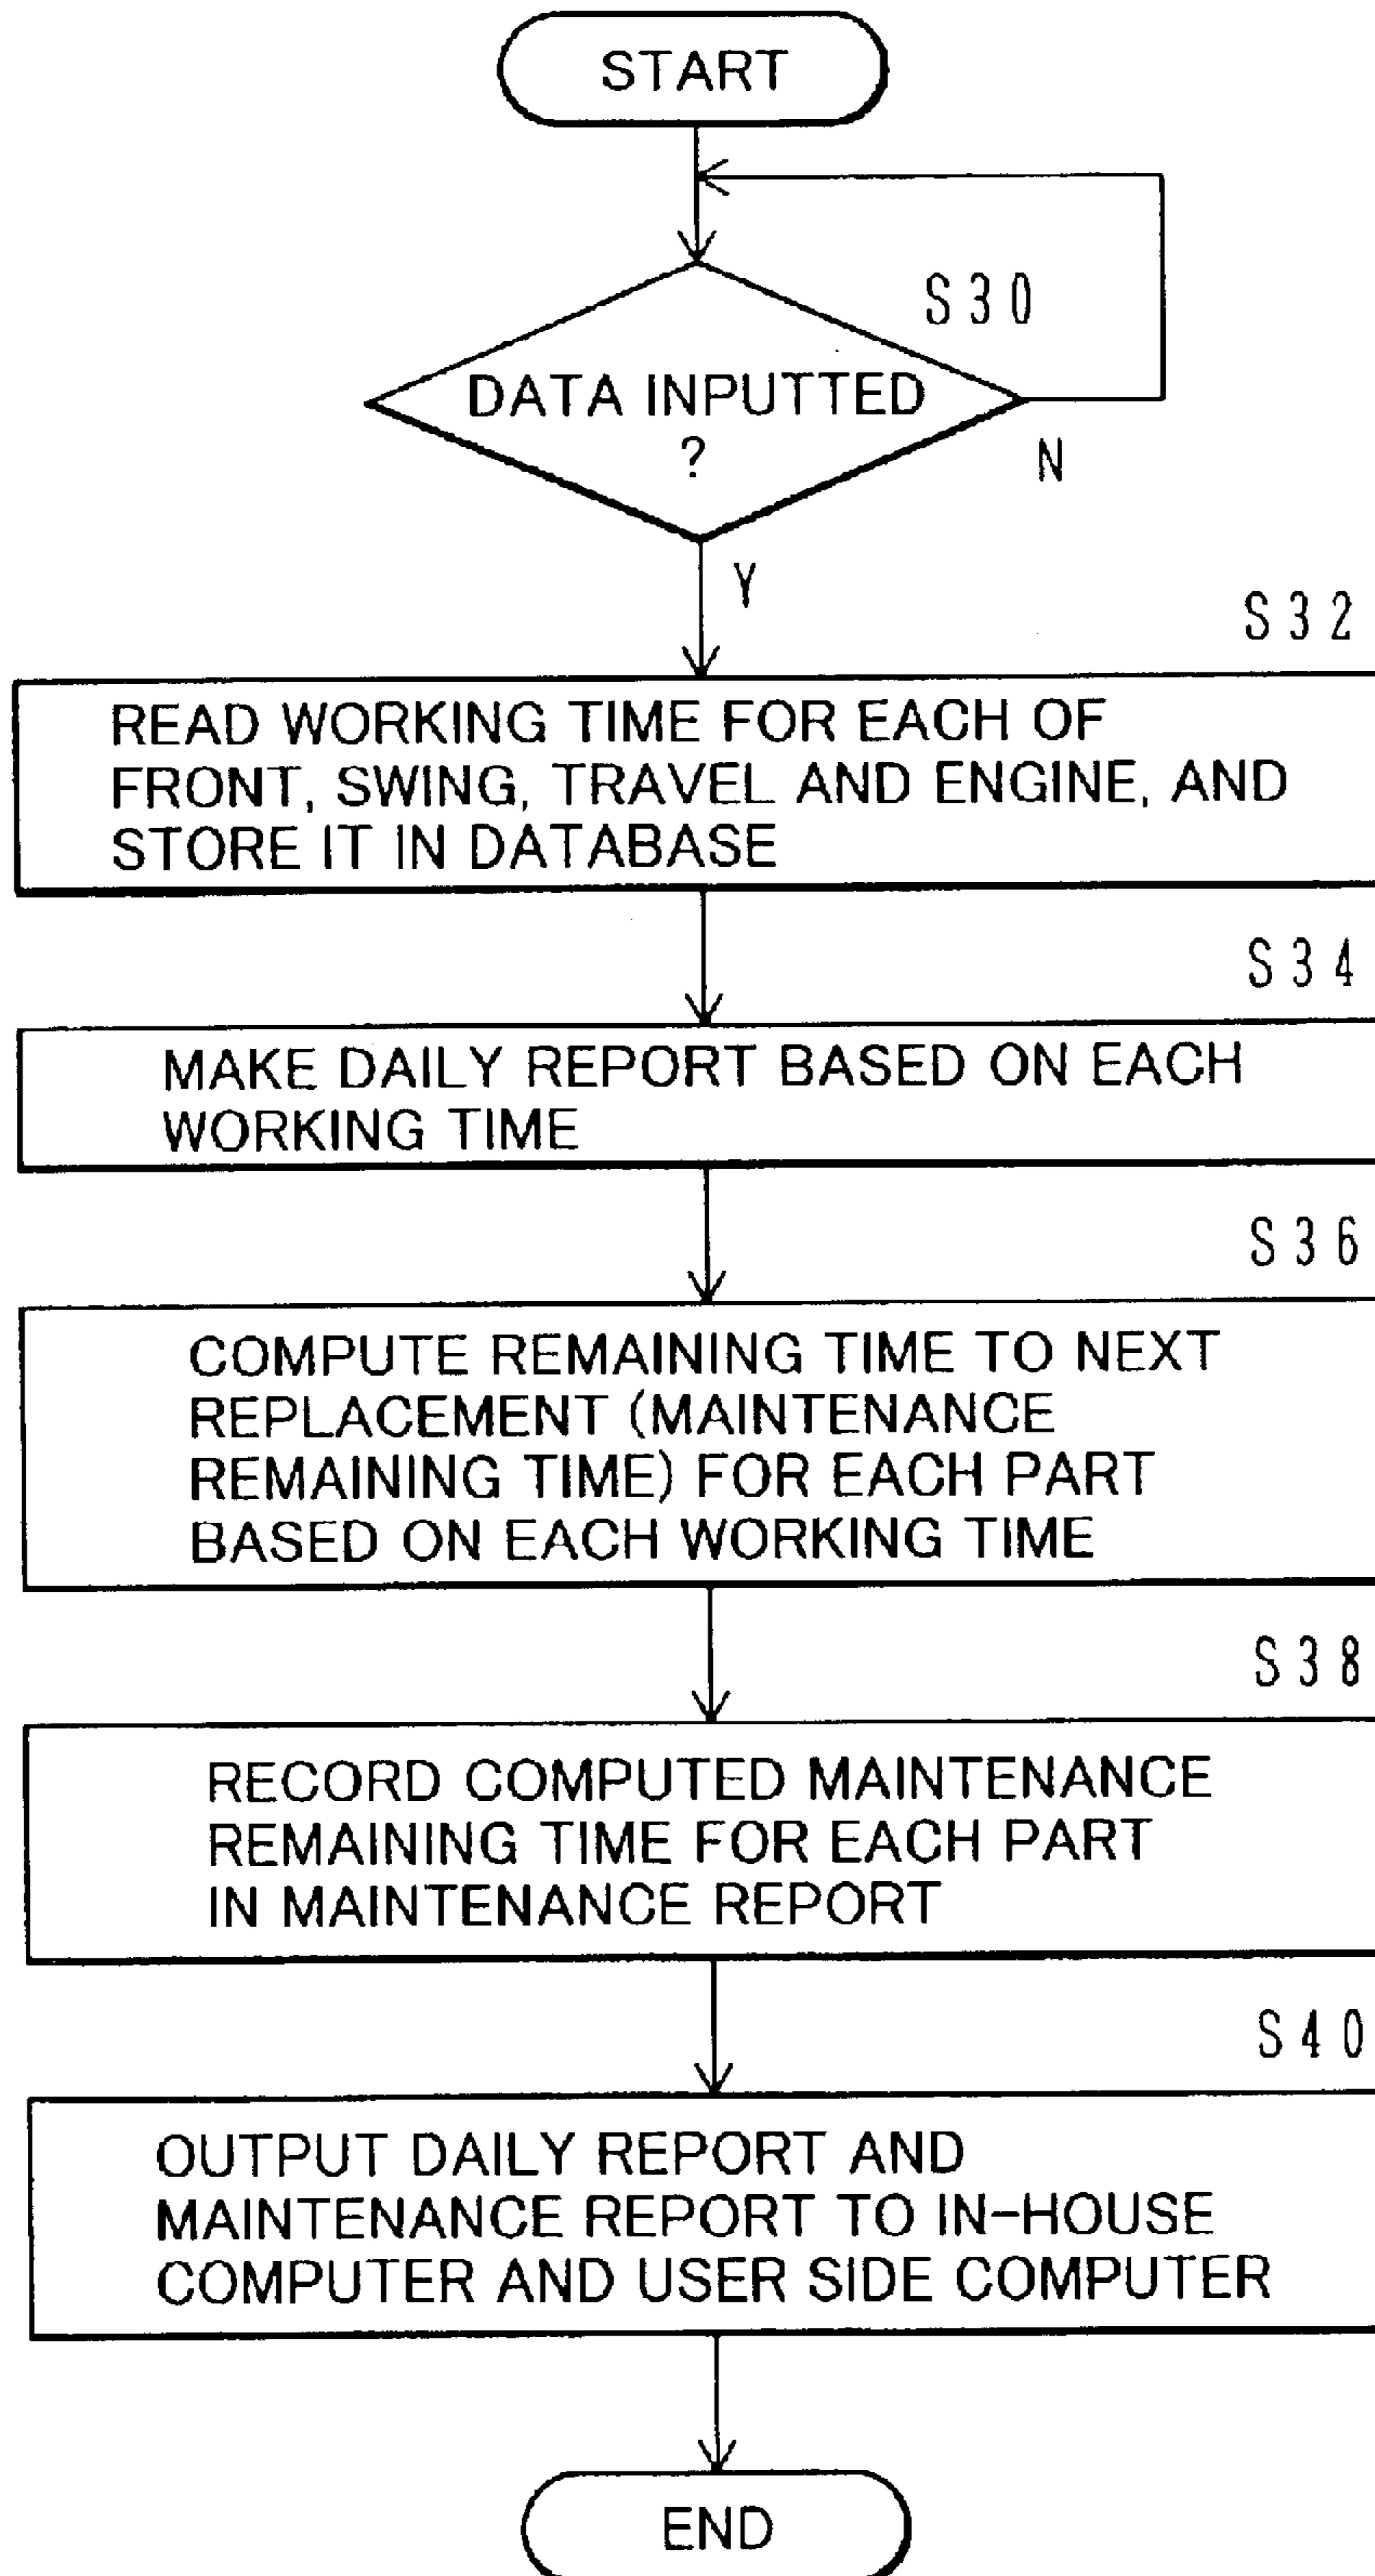 START
S30
DATA INPUTTED
?
N
Y
S32
READ WORKING TIME FOR EACH OF
FRONT, SWING, TRAVEL AND ENGINE, AND
STORE IT IN DATABASE
S34
MAKE DAILY REPORT BASED ON EACH
WORKING TIME
S36
COMPUTE REMAINING TIME TO NEXT
REPLACEMENT (MAINTENANCE
REMAINING TIME) FOR EACH PART
BASED ON EACH WORKING TIME
S38
RECORD COMPUTED MAINTENANCE
REMAINING TIME FOR EACH PART
IN MAINTENANCE REPORT
S40
OUTPUT DAILY REPORT AND
MAINTENANCE REPORT TO IN-HOUSE
COMPUTER AND USER SIDE COMPUTER
END